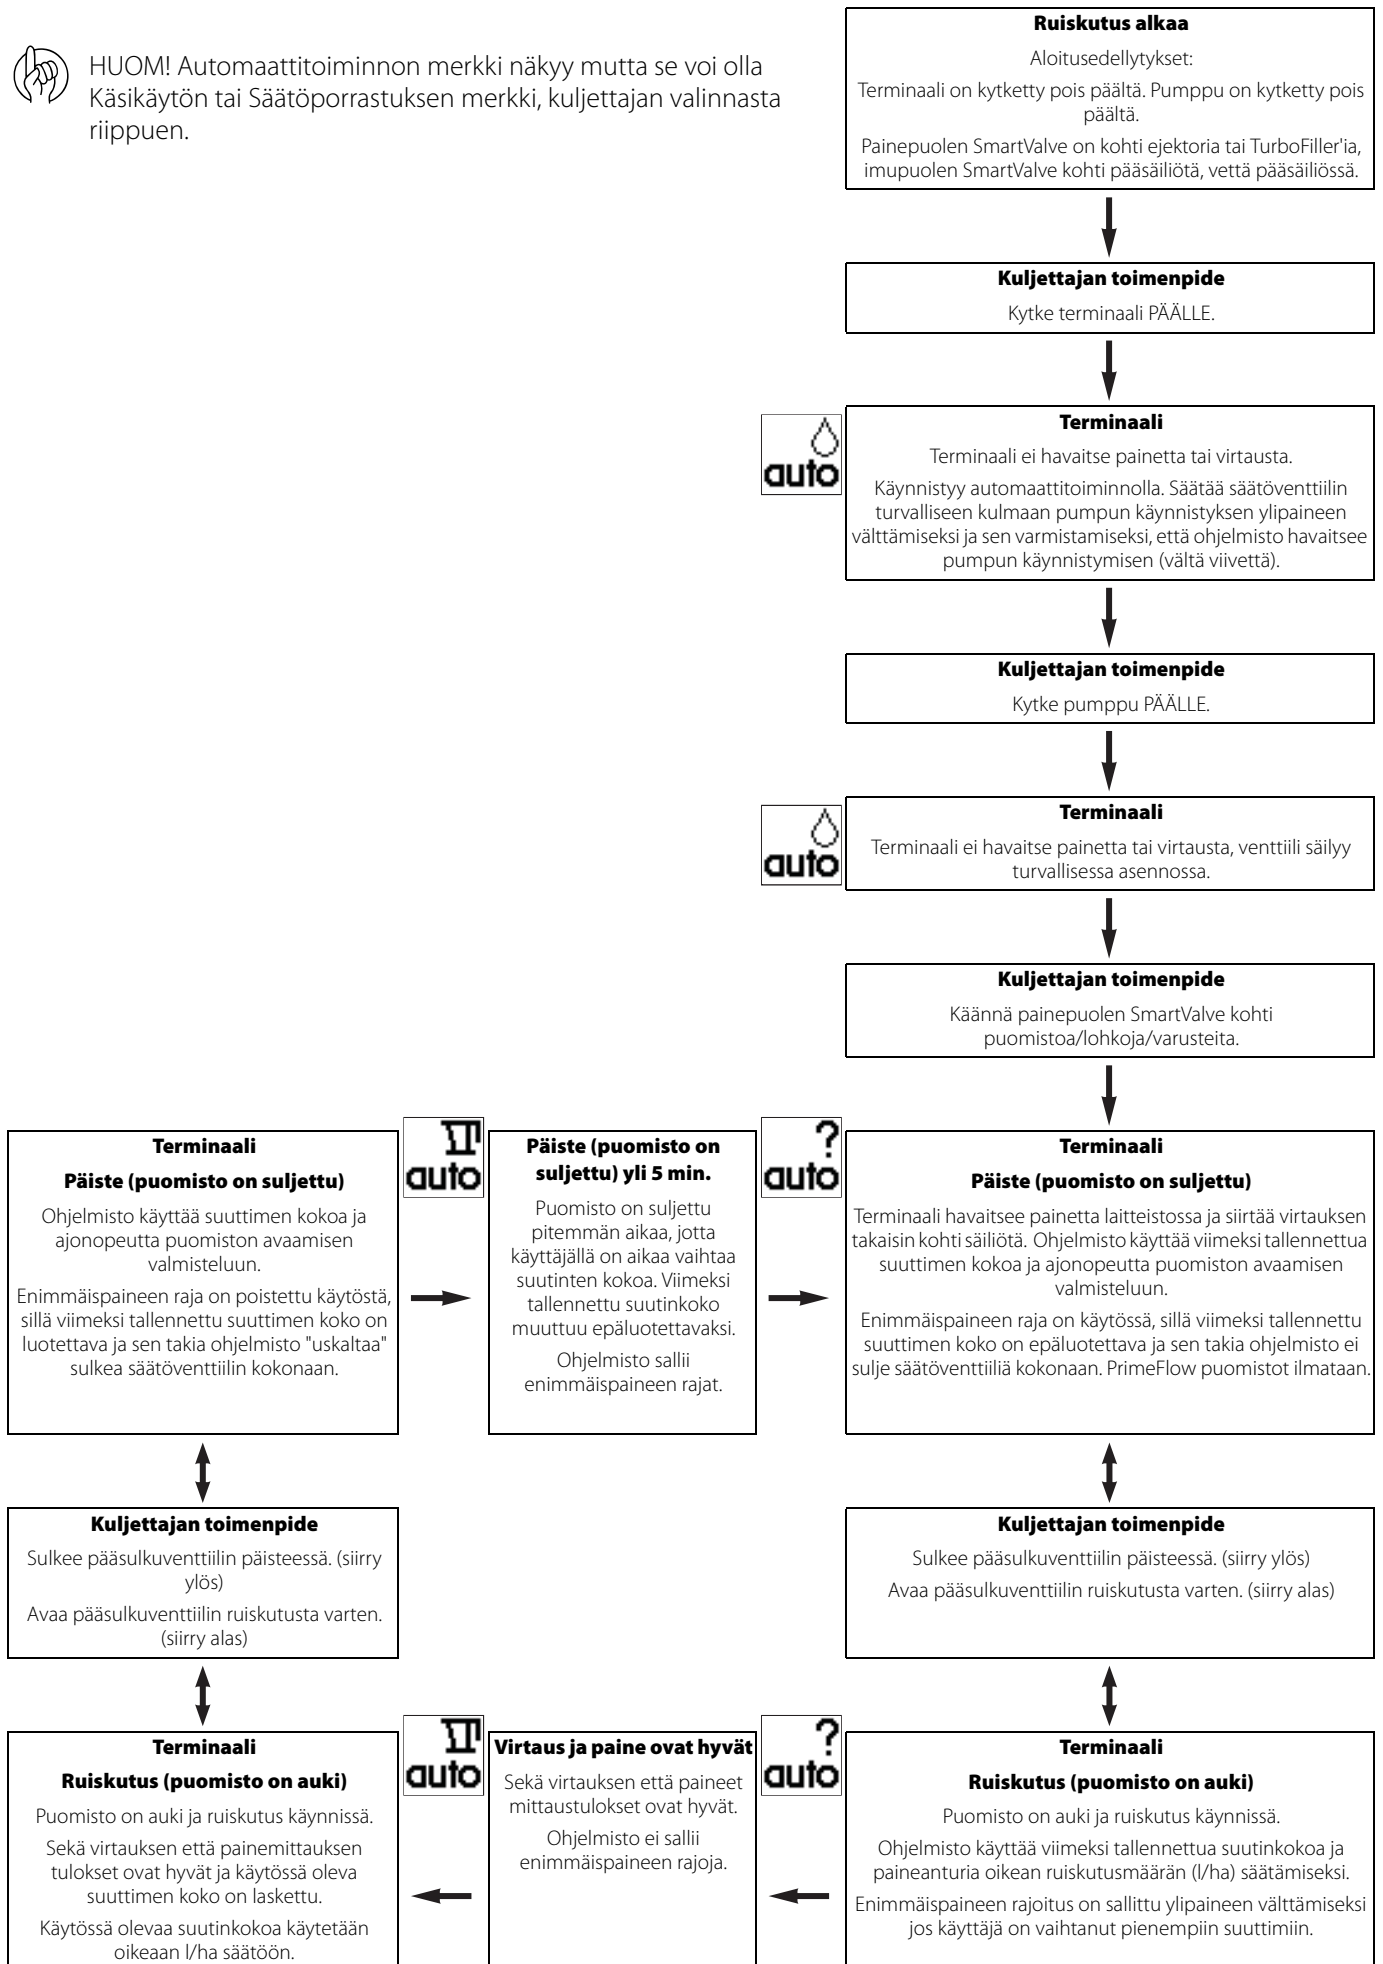 HUOM! Automaattitoiminnon merkki näkyy mutta se voi olla
Käsikäytön tai Säätöporrastuksen merkki, kuljettajan valinnasta
riippuen.
Ruiskutus alkaa
Aloitusedellytykset:
Terminaali on kytketty pois päältä. Pumppu on kytketty pois
päältä.
Painepuolen SmartValve on kohti ejektoria tai TurboFiller'ia,
imupuolen SmartValve kohti pääsäiliötä, vettä pääsäiliössä.
Kuljettajan toimenpide
Kytke terminaali PÄÄLLE.
auto
Terminaali
Terminaali ei havaitse painetta tai virtausta.
Käynnistyy automaattitoiminnolla. Säätää säätöventtiilin
turvalliseen kulmaan pumpun käynnistyksen ylipaineen
välttämiseksi ja sen varmistamiseksi, että ohjelmisto havaitsee
pumpun käynnistymisen (vältä viivettä).
Kuljettajan toimenpide
Kytke pumppu PÄÄLLE.
auto
Terminaali
Terminaali ei havaitse painetta tai virtausta, venttiili säilyy
turvallisessa asennossa.
Kuljettajan toimenpide
Käännä painepuolen SmartValve kohti
puomistoa/lohkoja/varusteita.
Terminaali
Päiste (puomisto on suljettu)
Ohjelmisto käyttää suuttimen kokoa ja
ajonopeutta puomiston avaamisen
valmisteluun.
Enimmäispaineen raja on poistettu käytöstä,
sillä viimeksi tallennettu suuttimen koko on
luotettava ja sen takia ohjelmisto "uskaltaa"
sulkea säätöventtiilin kokonaan.
auto
Päiste (puomisto on
suljettu) yli 5 min.
Puomisto on suljettu
pitemmän aikaa, jotta
käyttäjällä on aikaa vaihtaa
suutinten kokoa. Viimeksi
tallennettu suutinkoko
muuttuu epäluotettavaksi.
Ohjelmisto sallii
enimmäispaineen rajat.
?
auto
Terminaali
Päiste (puomisto on suljettu)
Terminaali havaitsee painetta laitteistossa ja siirtää virtauksen
takaisin kohti säiliötä. Ohjelmisto käyttää viimeksi tallennettua
suuttimen kokoa ja ajonopeutta puomiston avaamisen
valmisteluun.
Enimmäispaineen raja on käytössä, sillä viimeksi tallennettu
suuttimen koko on epäluotettava ja sen takia ohjelmisto ei
sulje säätöventtiiliä kokonaan. PrimeFlow puomistot ilmataan.
Kuljettajan toimenpide
Sulkee pääsulkuventtiilin päisteessä. (siirry
ylös)
Avaa pääsulkuventtiilin ruiskutusta varten.
(siirry alas)
Kuljettajan toimenpide
Sulkee pääsulkuventtiilin päisteessä. (siirry ylös)
Avaa pääsulkuventtiilin ruiskutusta varten. (siirry alas)
Terminaali
Ruiskutus (puomisto on auki)
Puomisto on auki ja ruiskutus käynnissä.
Sekä virtauksen että painemittauksen
tulokset ovat hyvät ja käytössä oleva
suuttimen koko on laskettu.
Käytössä olevaa suutinkokoa käytetään
oikeaan l/ha säätöön.
auto
Virtaus ja paine ovat hyvät
Sekä virtauksen että paineet
mittaustulokset ovat hyvät.
Ohjelmisto ei sallii
enimmäispaineen rajoja.
?
auto
Terminaali
Ruiskutus (puomisto on auki)
Puomisto on auki ja ruiskutus käynnissä.
Ohjelmisto käyttää viimeksi tallennettua suutinkokoa ja
paineanturia oikean ruiskutusmäärän (l/ha) säätämiseksi.
Enimmäispaineen rajoitus on sallittu ylipaineen välttämiseksi
jos käyttäjä on vaihtanut pienempiin suuttimiin.